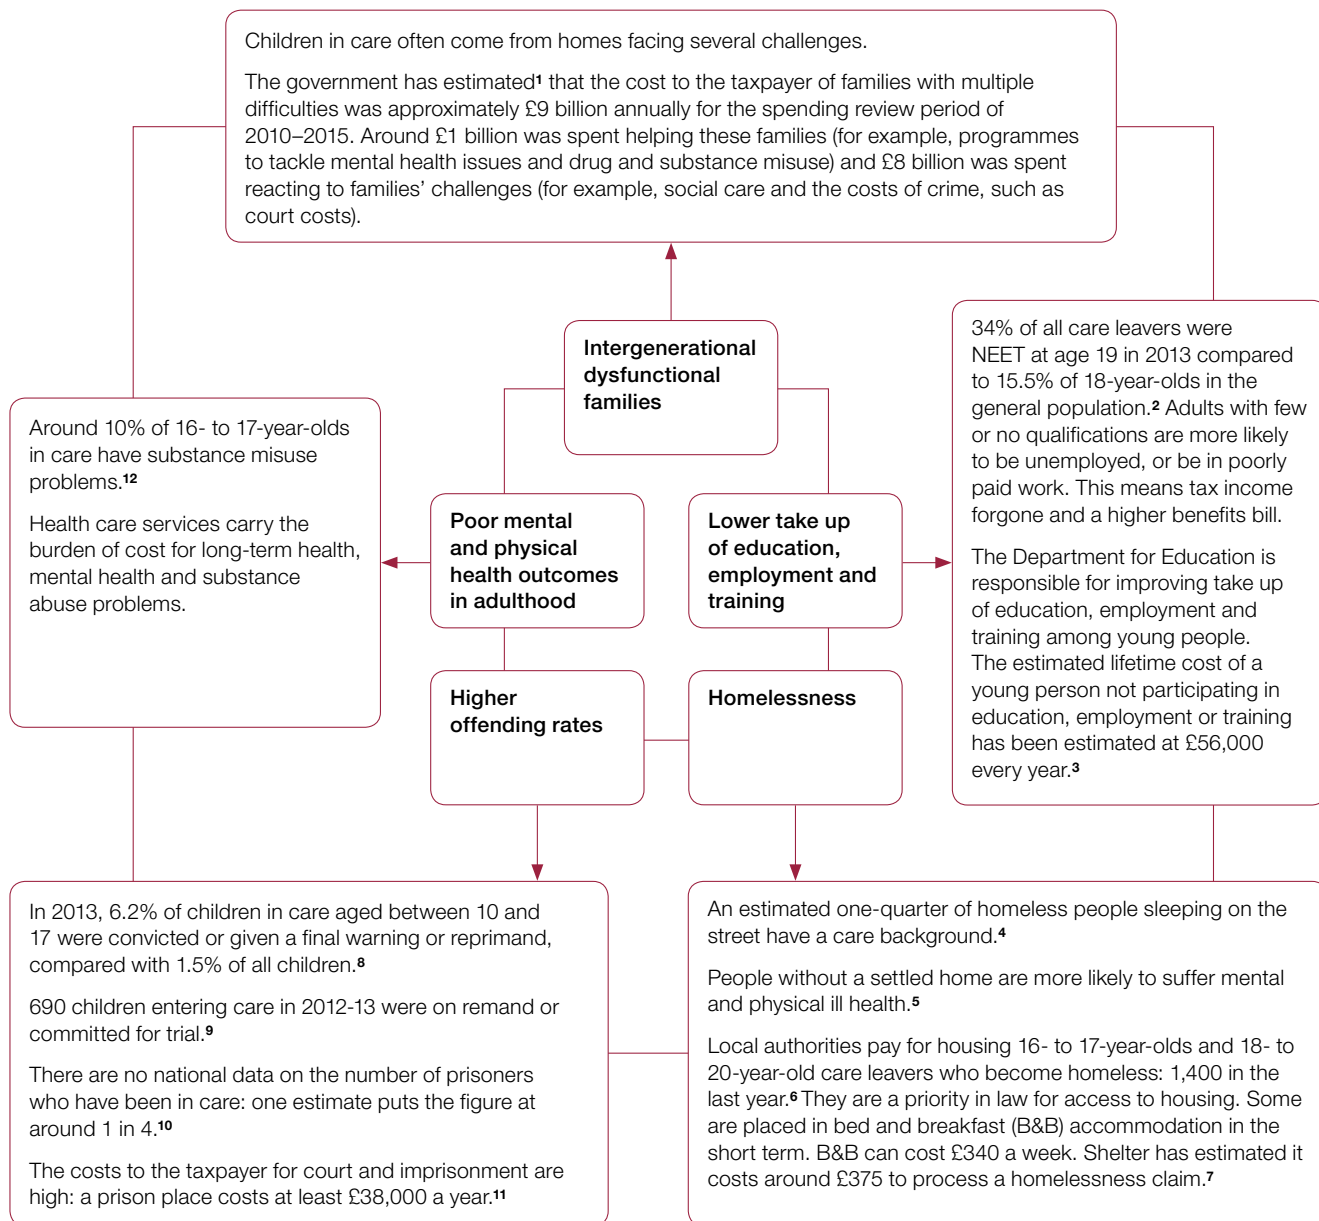 Children in care often come from homes facing several challenges.
The government has estimated¹ that the cost to the taxpayer of families with multiple
difficulties was approximately £9 billion annually for the spending review period of
2010–2015. Around £1 billion was spent helping these families (for example, programmes
to tackle mental health issues and drug and substance misuse) and £8 billion was spent
reacting to families’ challenges (for example, social care and the costs of crime, such as
court costs).
Intergenerational
dysfunctional
families
34% of all care leavers were
NEET at age 19 in 2013 compared
to 15.5% of 18-year-olds in the
general population.² Adults with few
or no qualifications are more likely
to be unemployed, or be in poorly
paid work. This means tax income
forgone and a higher benefits bill.
The Department for Education is
responsible for improving take up
of education, employment and
training among young people.
The estimated lifetime cost of a
young person not participating in
education, employment or training
has been estimated at £56,000
every year.³
Around 10% of 16- to 17-year-olds
in care have substance misuse
problems.¹²
Health care services carry the
burden of cost for long-term health,
mental health and substance
abuse problems.
Poor mental
and physical
health outcomes
in adulthood
Lower take up
of education,
employment and
training
Higher
offending rates
Homelessness
In 2013, 6.2% of children in care aged between 10 and
17 were convicted or given a final warning or reprimand,
compared with 1.5% of all children.⁸
690 children entering care in 2012-13 were on remand or
committed for trial.⁹
There are no national data on the number of prisoners
who have been in care: one estimate puts the figure at
around 1 in 4.¹⁰
The costs to the taxpayer for court and imprisonment are
high: a prison place costs at least £38,000 a year.¹¹
An estimated one-quarter of homeless people sleeping on the
street have a care background.⁴
People without a settled home are more likely to suffer mental
and physical ill health.⁵
Local authorities pay for housing 16- to 17-year-olds and 18- to
20-year-old care leavers who become homeless: 1,400 in the
last year.⁶ They are a priority in law for access to housing. Some
are placed in bed and breakfast (B&B) accommodation in the
short term. B&B can cost £340 a week. Shelter has estimated it
costs around £375 to process a homelessness claim.⁷